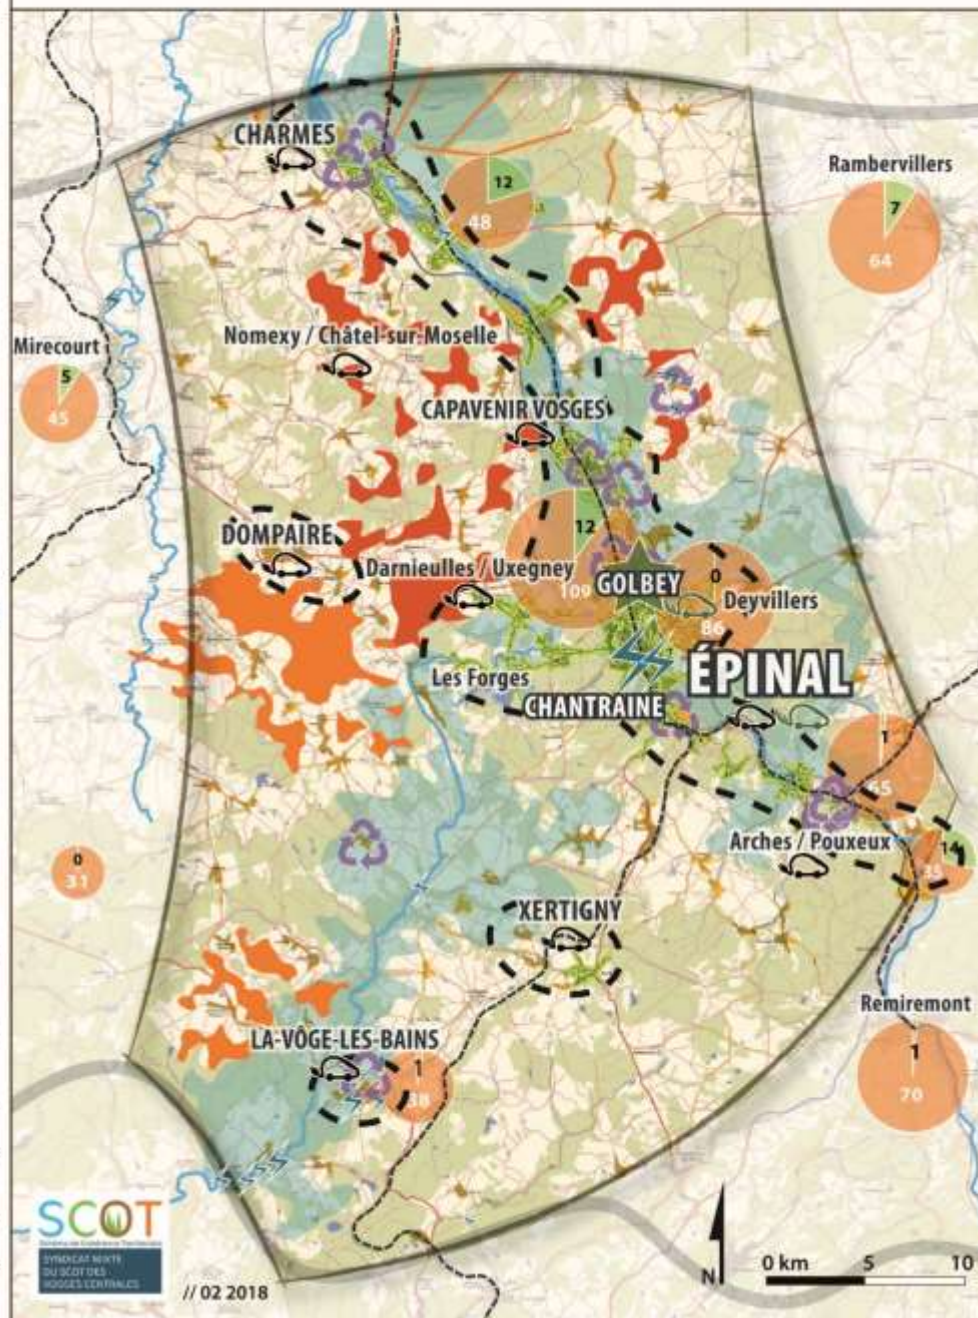 CHARMES
12
48
Rambervillers
7
64
Mirecourt
5
45
Nomexy / Châtel-sur-Moselle
CAPAVENIR VOSGES
DOMPAIRE
Darnieulles / Uxegney
12
109
GOLBEY
0
Deyvillers
86
Les Forges
CHANTRAINE
ÉPINAL
1
0
31
Arches / Pouxeux
14
XERTIGNY
LA-VÔGE-LES-BAINS
1
38
Remiremont
1
70
SCOT
SYNDICAT MIXTE
DU SCOT DES
VOSGES CENTRALES
// 02 2018
N
0 km 5 10